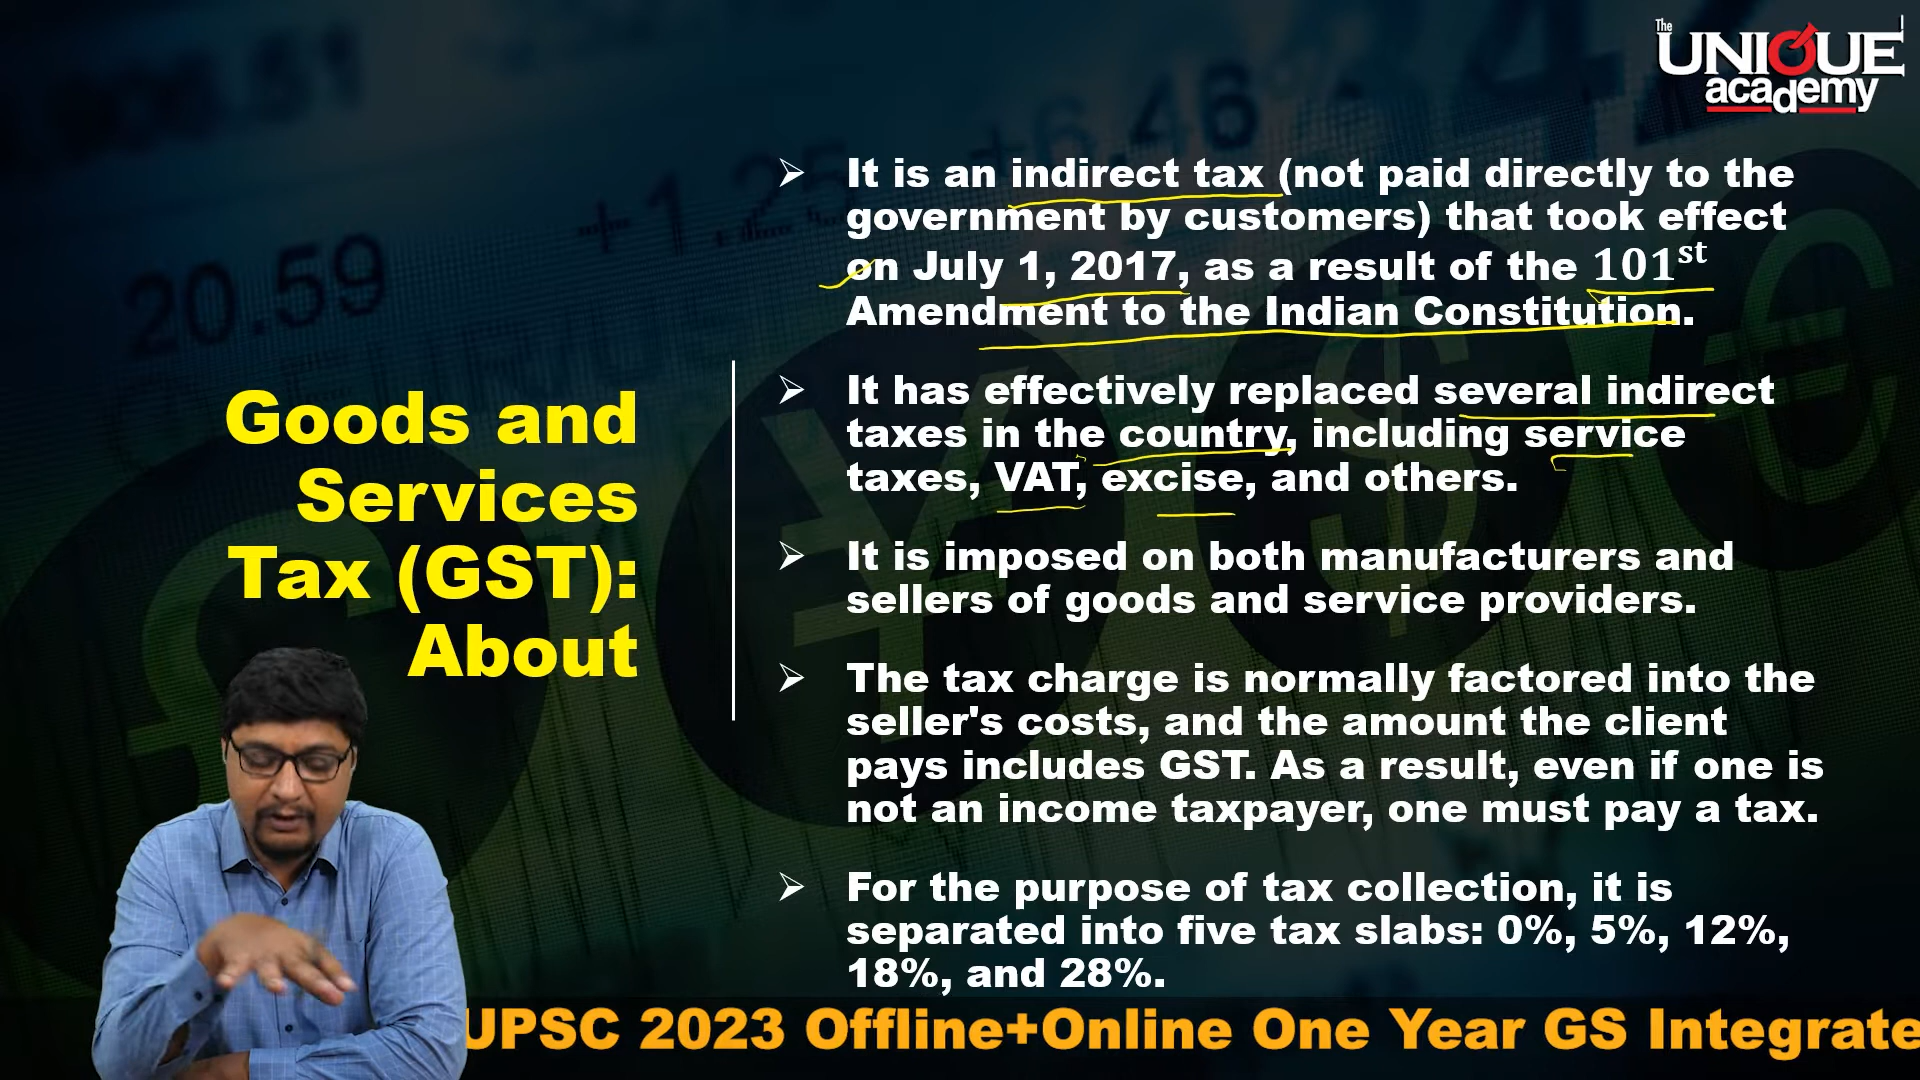 The
UNIQUE
academy
➢ It is an indirect tax (not paid directly to the
government by customers) that took effect
on July 1, 2017, as a result of the 101st
Amendment to the Indian Constitution.
➢ It has effectively replaced several indirect
taxes in the country, including service
taxes, VAT, excise, and others.
➢ It is imposed on both manufacturers and
sellers of goods and service providers.
➢ The tax charge is normally factored into the
seller's costs, and the amount the client
pays includes GST. As a result, even if one is
not an income taxpayer, one must pay a tax.
➢ For the purpose of tax collection, it is
separated into five tax slabs: 0%, 5%, 12%,
18%, and 28%.
Goods and
Services
Tax (GST):
About
UPSC 2023 Offline+Online One Year GS Integrate
20.59
+1.25
+6.46